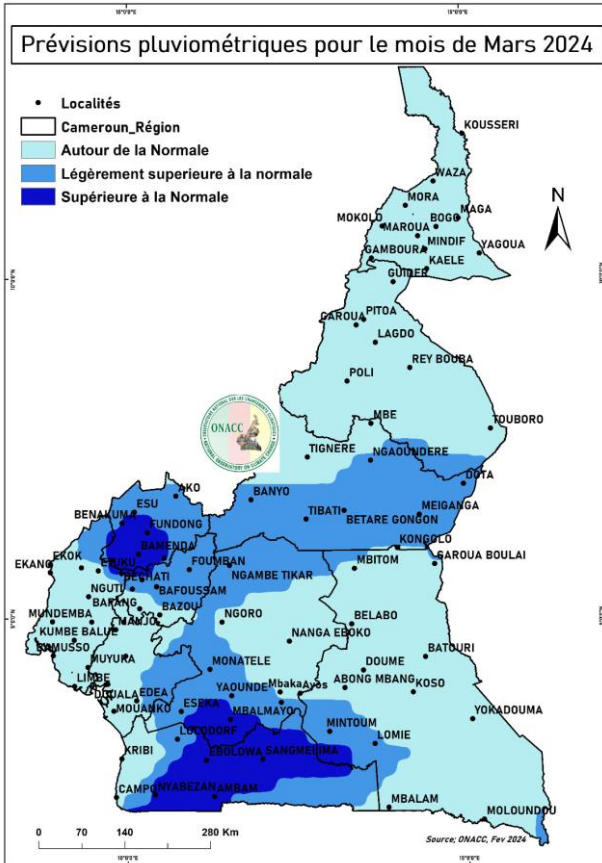 Prévisions pluviométriques pour le mois de Mars 2024
Localités
Cameroun_Région
Autour de la Normale
Légèrement superieure à la normale
Supérieure à la Normale
N
KOUSSERI
WAZA
MORA
MAGA
MOKOLO
BOGO
MAROUA
MINDIF
YAGOUA
GAMBOURA
KAELE
GUIDER
PITOA
GAROUA
LAGDO
REY BOUBA
POLI
MBE
TOUBORO
ONACC
TIGNERE
NGAOUNDERE
DOTA
AKO
BANYO
ESU
TIBATI
MEIGANGA
BENAKUMA
BETARE GONGON
FUNDONG
KONGOLO
BAMENDA
GAROUA BOULAI
EKOK
FOUMBAN
MBITOM
EKANG
NGAMBE TIKAR
BAFOUSSAM
NGUTI
BAFANG
BAZOU
MUNDEMBA
MANJO
NGORO
BELABO
KUMBE BALUE
NANGA EBOKO
BATOURI
MUYUKA
MONATELE
DOUME
LIMBE
YAOUNDE
Mbaka
Ayos
ABONG MBANG
KOSO
DOUALA
EDEA
MOUANKO
ESEKA
MBALMAYO
YOKADOUMA
MINTOUM
LOLODORF
LOMIE
KRIBI
EBOLOWA
SANGMELIMA
CAMPO
NYABEZAN
AMBAM
MBALAM
MOLOUNDOU
0 70 140 280 Km
Source; ONACC, Fev 2024